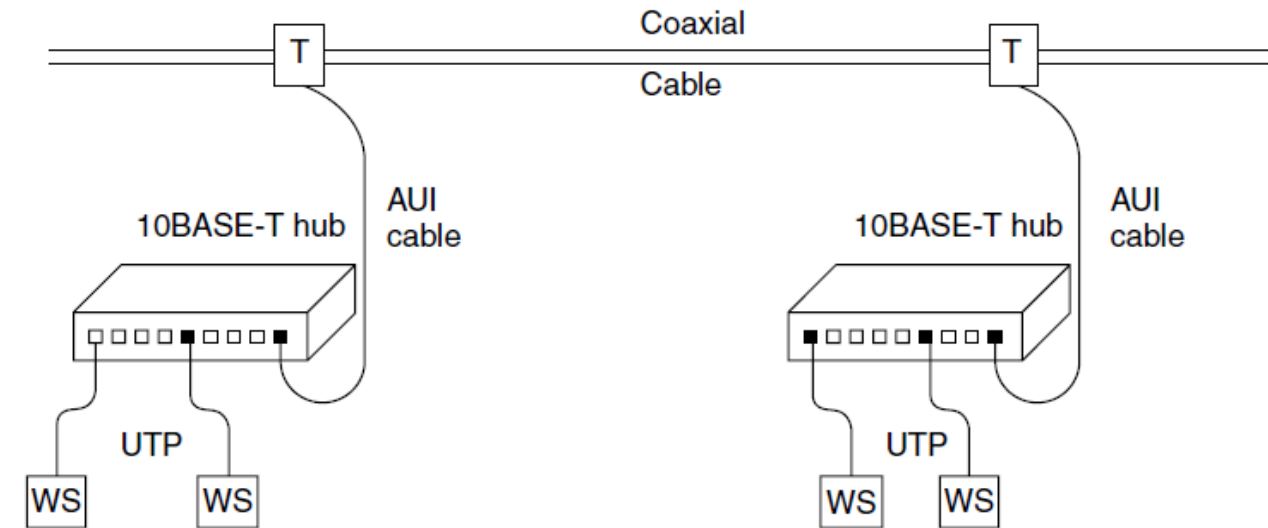 Coaxial
T
T
Cable
AUI
cable
10BASE-T hub
AUI
cable
10BASE-T hub
UTP
UTP
WS
WS
WS
WS